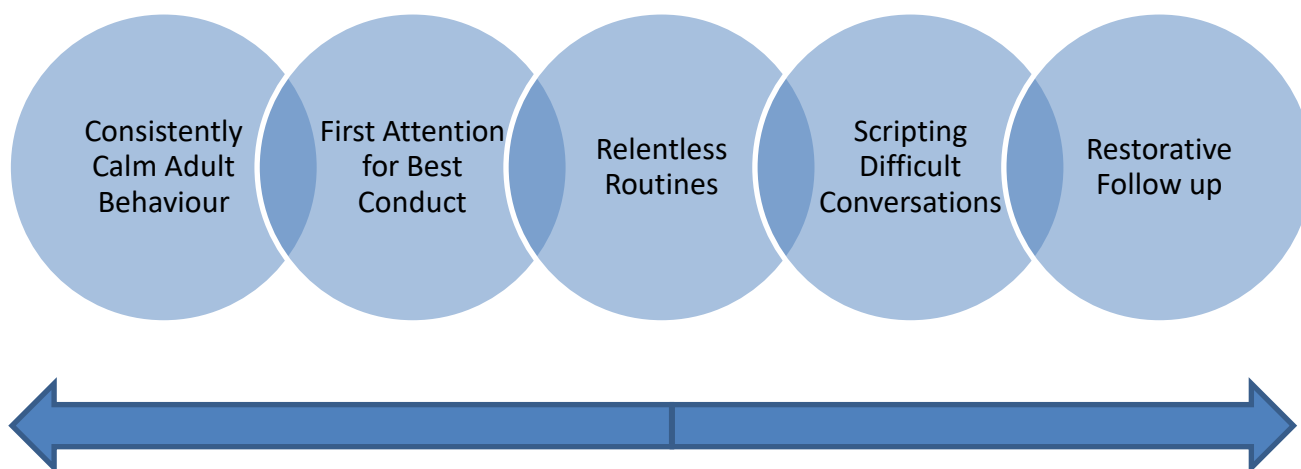 Consistently
Calm Adult
Behaviour
First Attention
for Best
Conduct
Relentless
Routines
Scripting
Difficult
Conversations
Restorative
Follow up